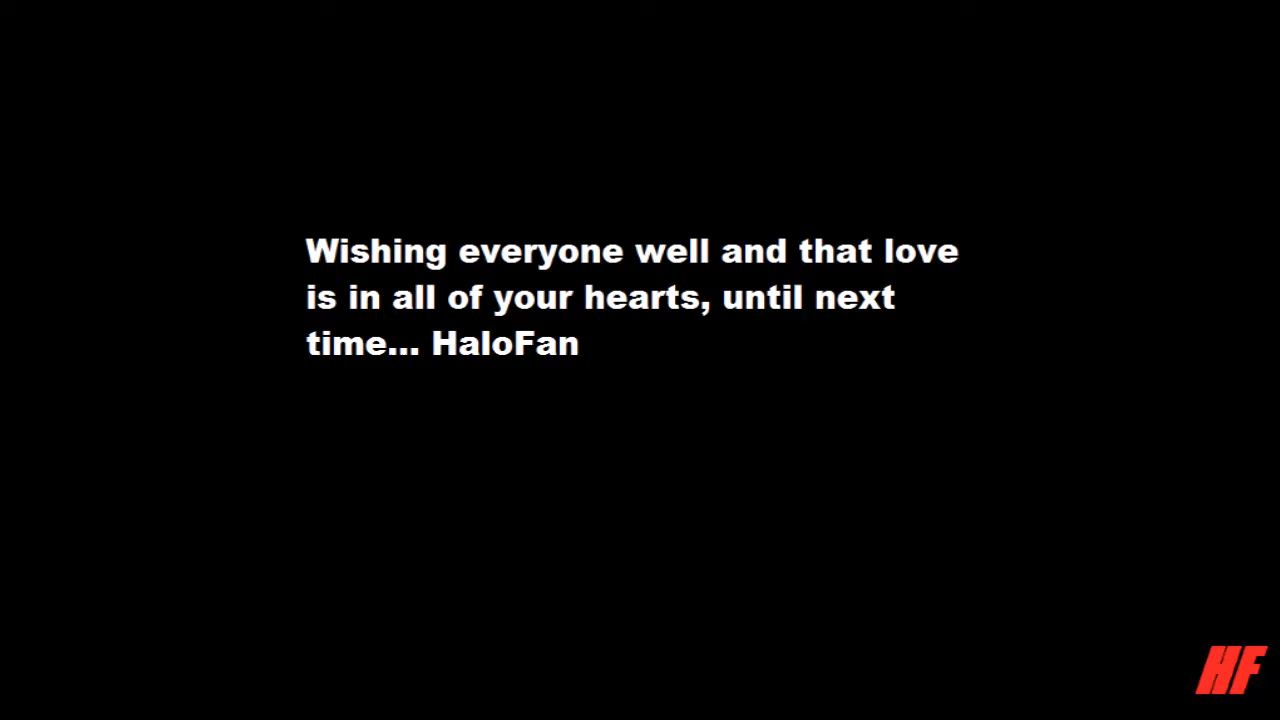 Wishing everyone well and that love
is in all of your hearts, until next
time... HaloFan
HF